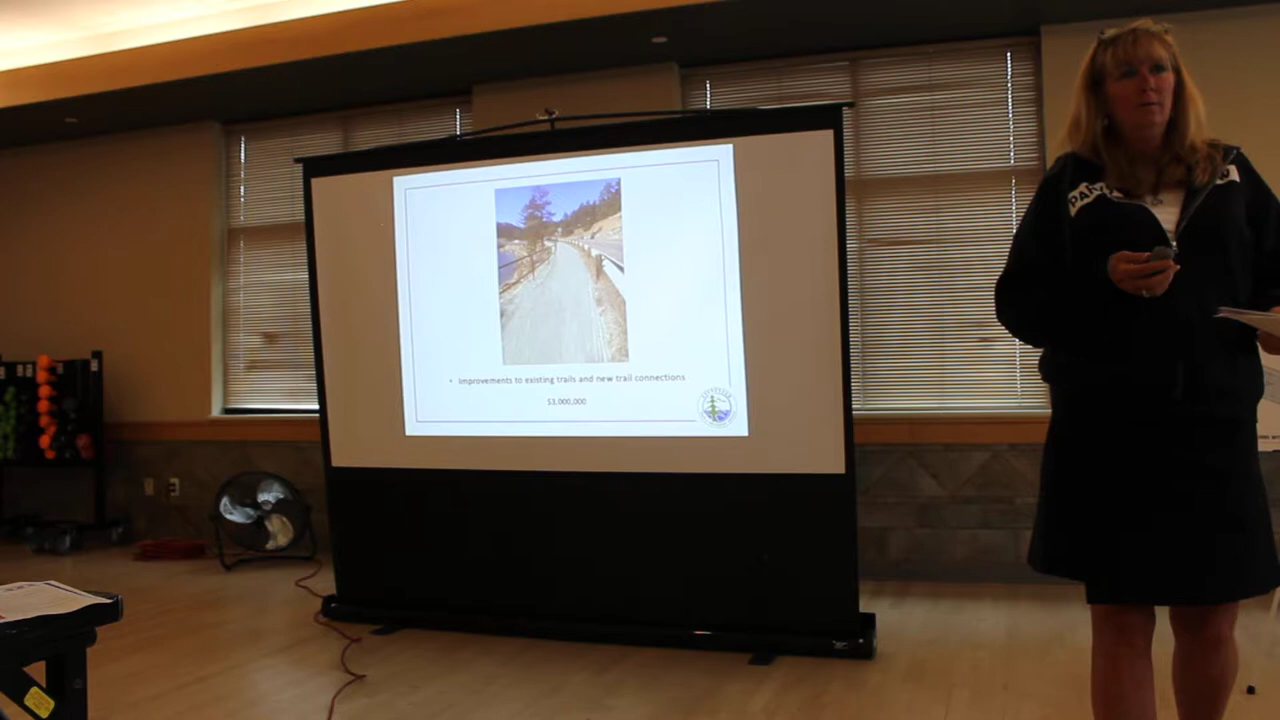 • Improvements to existing trails and new trail connections
$3,000,000